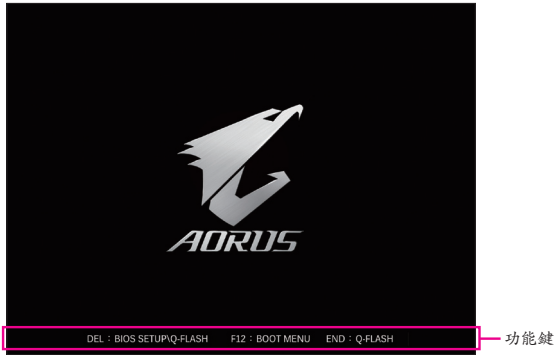 AORUS
DEL：BIOS SETUP\Q-FLASH F12：BOOT MENU END：Q-FLASH
功能鍵